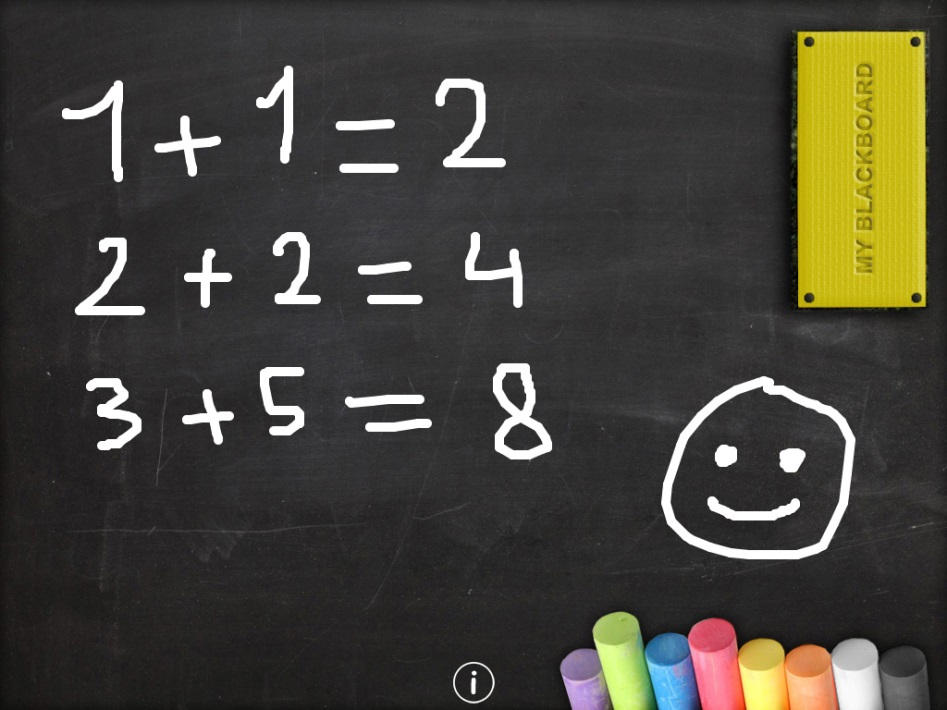 1 + 1 = 2
2 + 2 = 4
3 + 5 = 8
MY BLACKBOARD
i